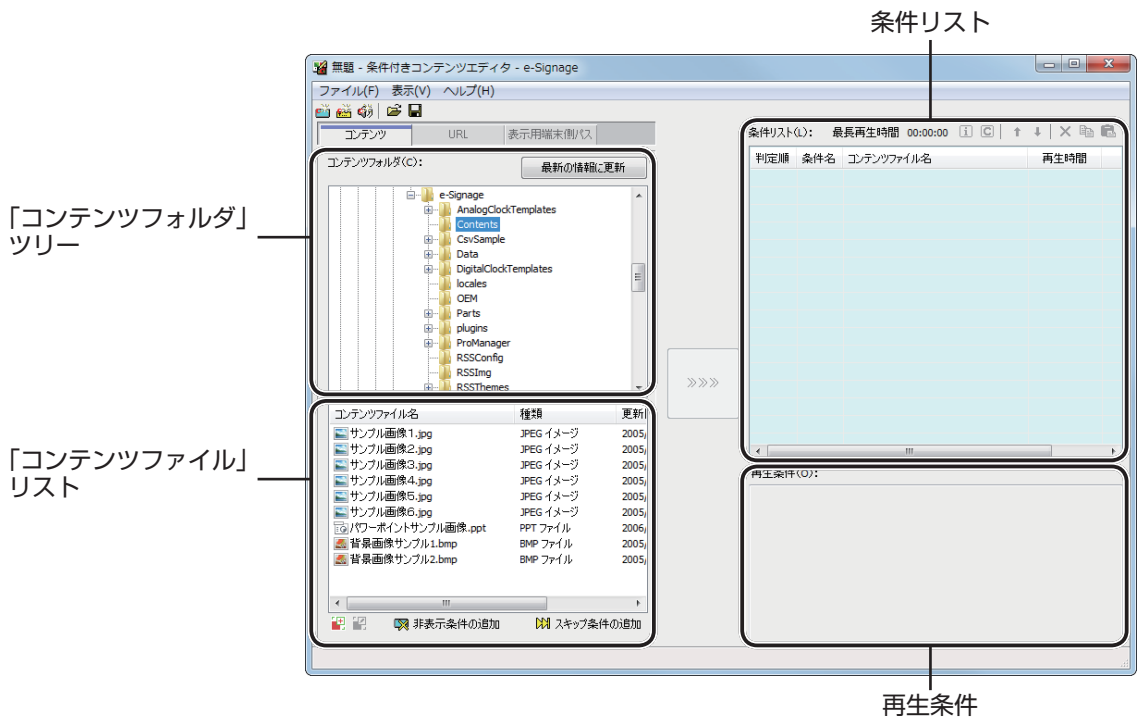 条件リスト
無題 - 条件付きコンテンツエディタ - e-Signage
ファイル(F) 表示(V) ヘルプ(H)
コンテンツ URL 表示用端末側パス
コンテンツフォルダ(C): 最新の情報に更新
e-Signage
AnalogClockTemplates
Contents
CsvSample
Data
DigitalClockTemplates
locales
OEM
Parts
plugins
ProManager
RSSConfig
RSSImg
RSSThemes
「コンテンツフォルダ」
ツリー
条件リスト(L): 最長再生時間 00:00:00
判定順 条件名 コンテンツファイル名 再生時間
>>>
コンテンツファイル名 種類 更新
サンプル画像1.jpg JPEG イメージ 2005/
サンプル画像2.jpg JPEG イメージ 2005/
サンプル画像3.jpg JPEG イメージ 2005/
サンプル画像4.jpg JPEG イメージ 2005/
サンプル画像5.jpg JPEG イメージ 2005/
サンプル画像6.jpg JPEG イメージ 2005/
パワーポイントサンプル画像.ppt PPT ファイル 2006/
背景画像サンプル1.bmp BMP ファイル 2005/
背景画像サンプル2.bmp BMP ファイル 2005/
非表示条件の追加 スキップ条件の追加
「コンテンツファイル」
リスト
再生条件(O):
再生条件